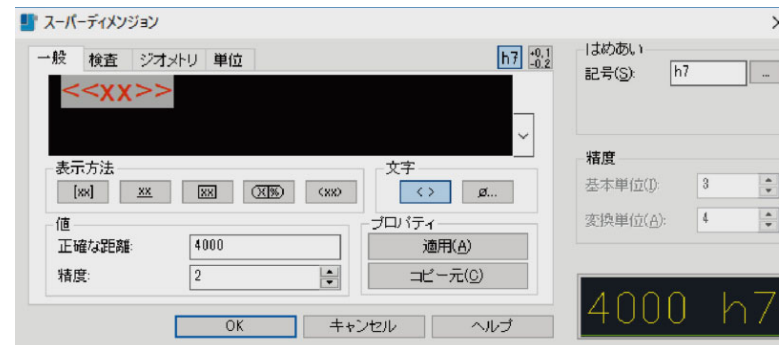 スーパーディメンション
一般 検査 ジオメトリ 単位
h7 +0.1 -0.2
<<xx>>
表示方法
[xx] xx xx (X|%) <xx>
文字
< > ø...
値
正確な距離: 4000
精度: 2
プロパティ
適用(A)
コピー元(C)
OK キャンセル ヘルプ
はめあい
記号(S): h7 ...
精度
基本単位(I): 3
変換単位(A): 4
4000 h7